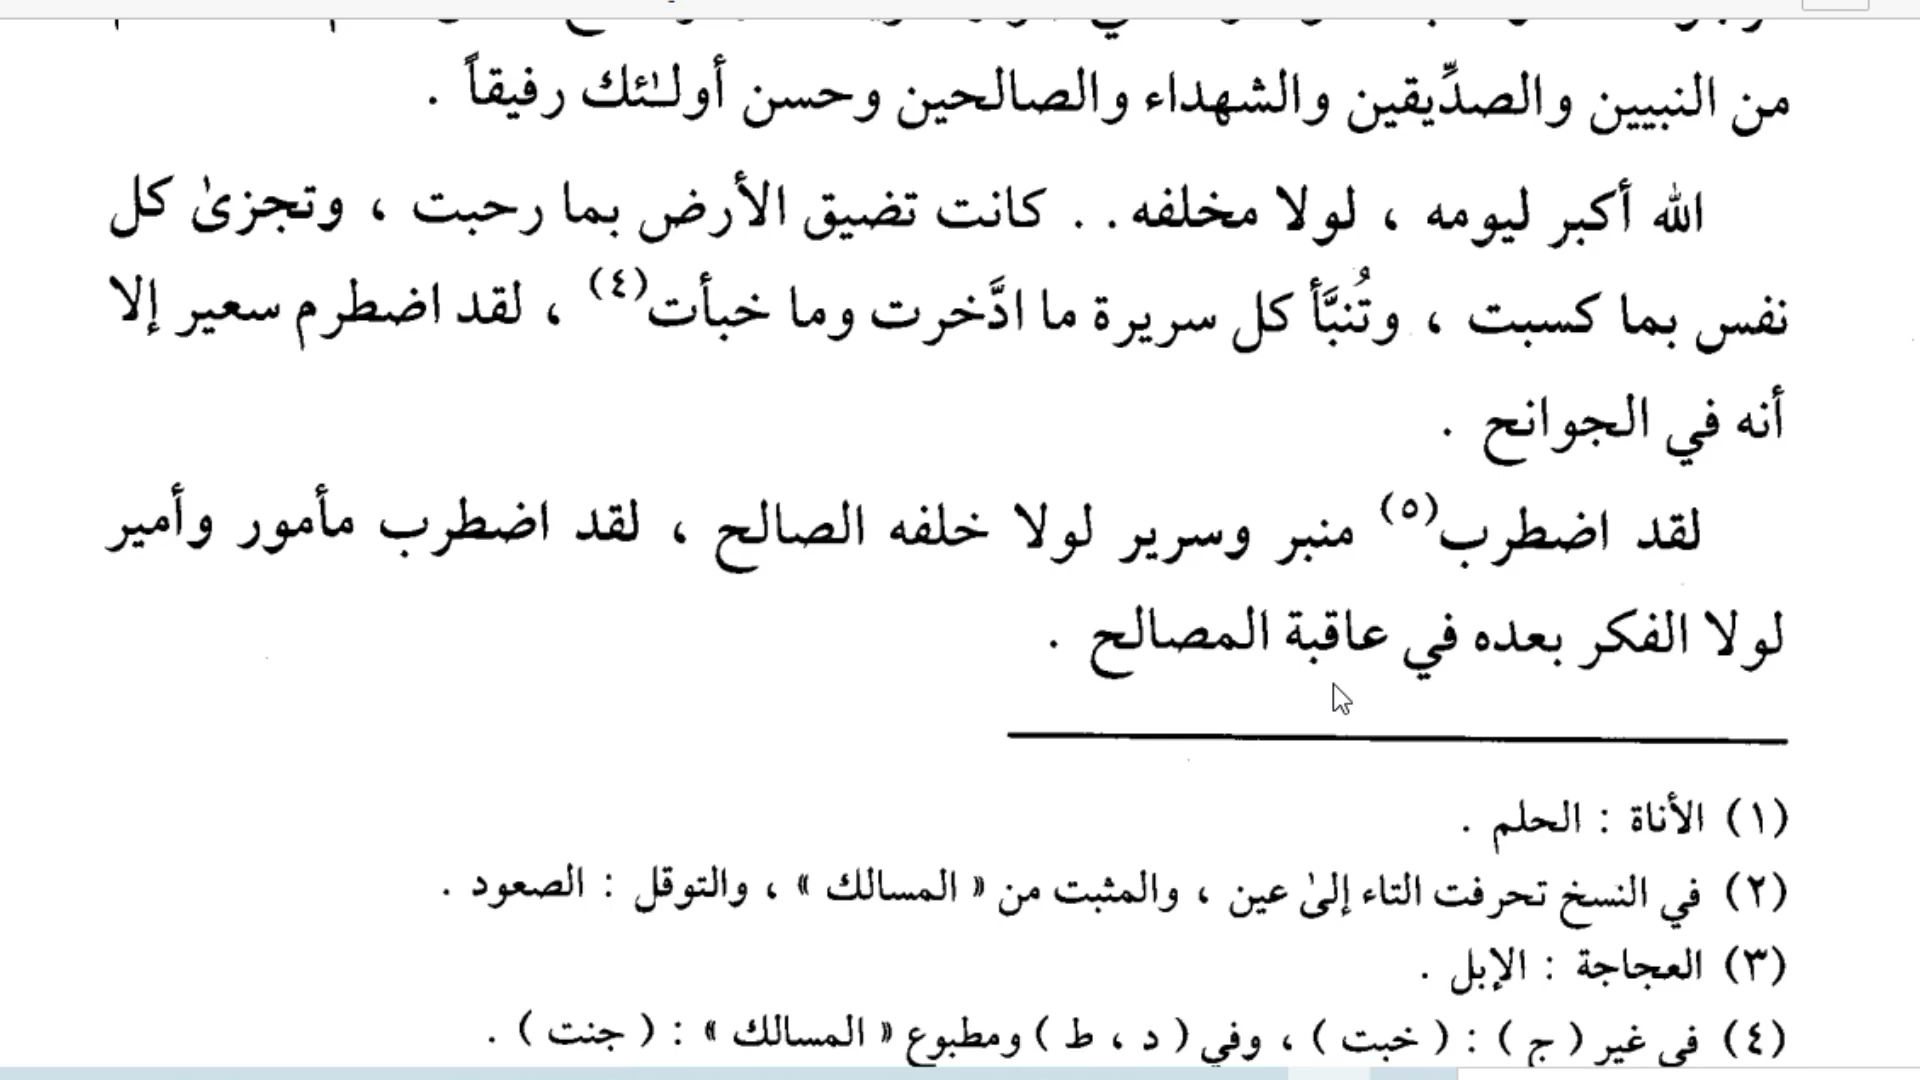 من النبيين والصدِّيقين والشهداء والصالحين وحسن أولـٰئك رفيقاً .
الله أكبر ليومه ، لولا مخلفه . . كانت تضيق الأرض بما رحبت ، وتجزىٰ كل
نفس بما كسبت ، وتُنبَّأُ كل سريرة ما ادَّخرت وما خبأت(٤) ، لقد اضطرم سعير إلا
أنه في الجوانح .
لقد اضطرب(٥) منبر وسرير لولا خلفه الصالح ، لقد اضطرب مأمور وأمير
لولا الفكر بعده في عاقبة المصالح .
(١) الأناة : الحلم .
(٢) في النسخ تحرفت التاء إلىٰ عين ، والمثبت من « المسالك » ، والتوقل : الصعود .
(٣) العجاجة : الإبل .
(٤) في غير ( ج ) : ( خبت ) ، وفي ( د ، ط ) ومطبوع « المسالك » : ( جنت ) .